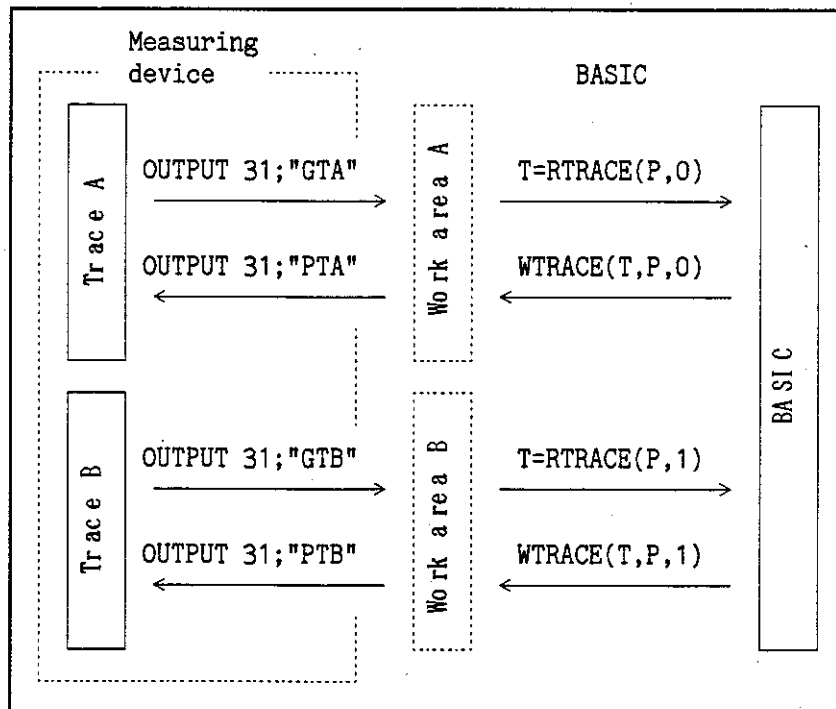 Measuring
device
BASIC
Trace A
OUTPUT 31;"GTA"
Work area A
T=RTRACE(P,0)
OUTPUT 31;"PTA"
WTRACE(T,P,0)
BASIC
Trace B
OUTPUT 31;"GTB"
Work area B
T=RTRACE(P,1)
OUTPUT 31;"PTB"
WTRACE(T,P,1)